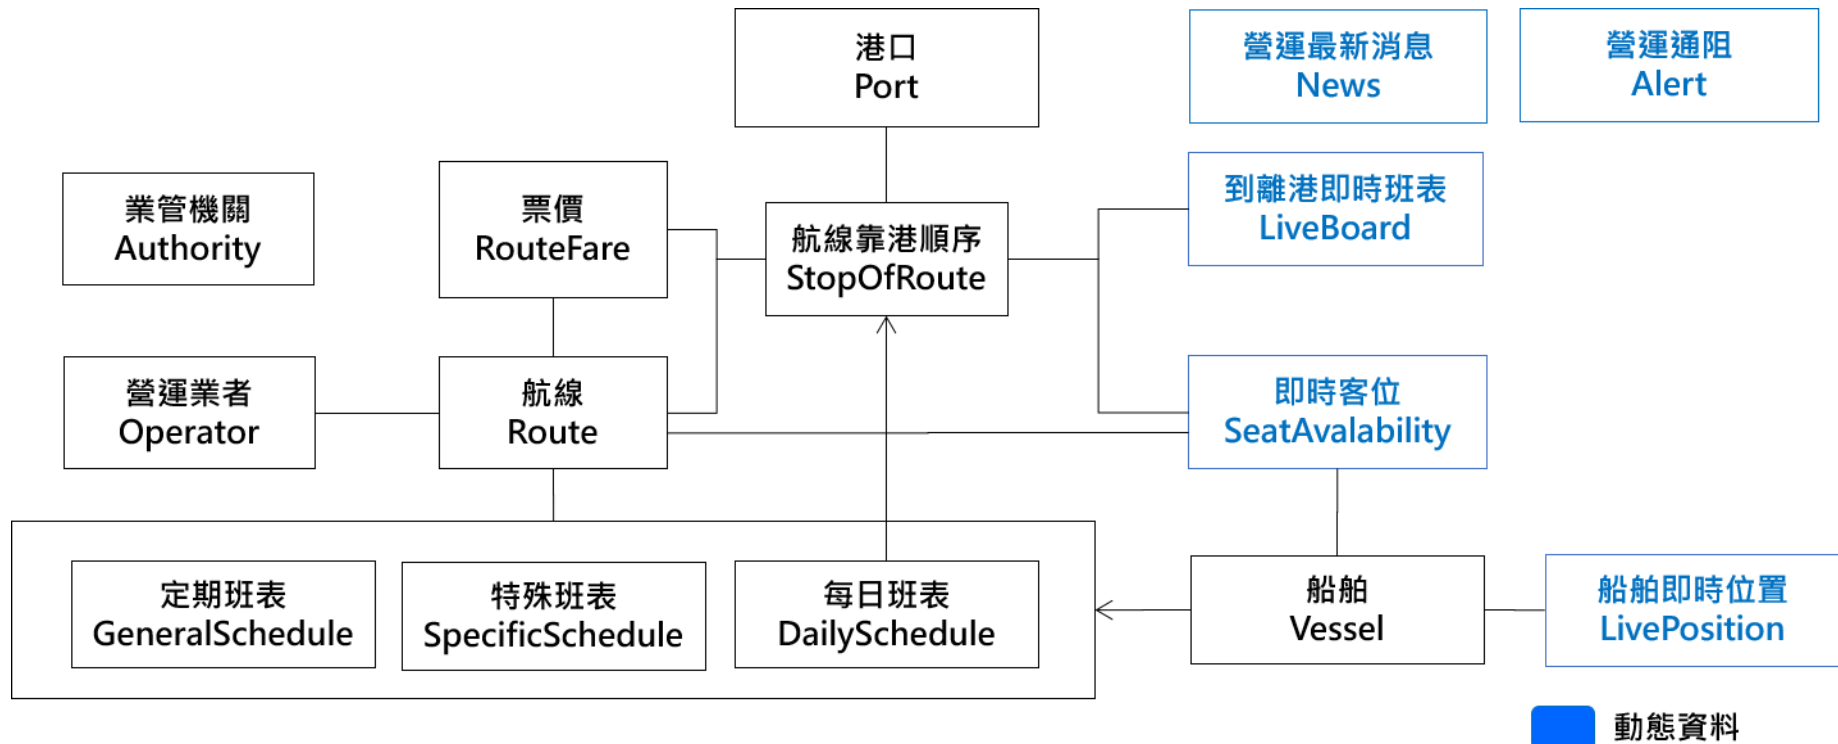 港口
Port
營運最新消息
News
營運通阻
Alert
業管機關
Authority
票價
RouteFare
航線靠港順序
StopOfRoute
到離港即時班表
LiveBoard
營運業者
Operator
航線
Route
即時客位
SeatAvalability
定期班表
GeneralSchedule
特殊班表
SpecificSchedule
每日班表
DailySchedule
船舶
Vessel
船舶即時位置
LivePosition
動態資料